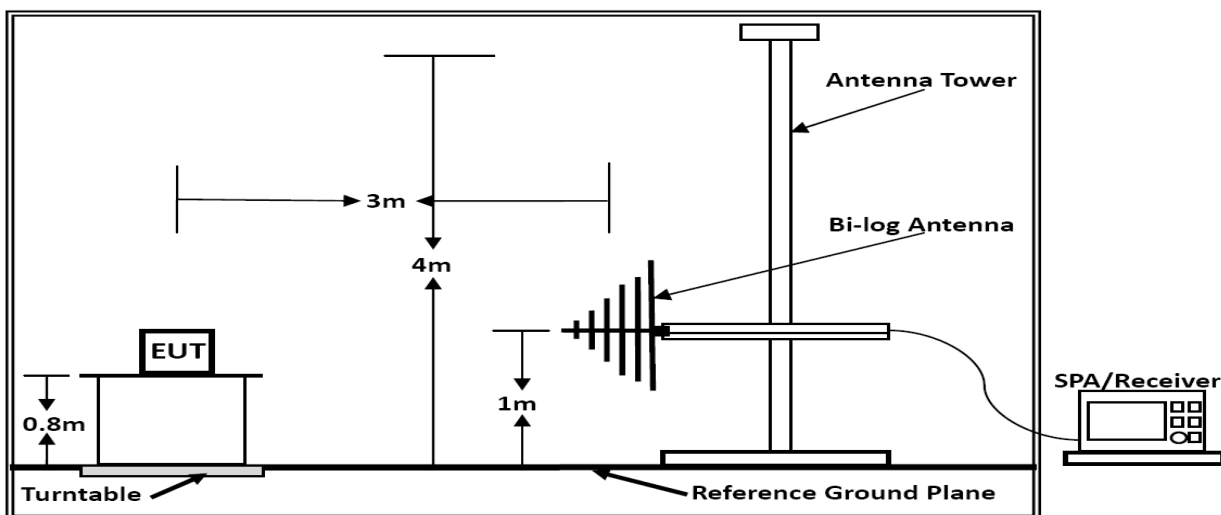 Antenna Tower
3m
Bi-log Antenna
4m
EUT
SPA/Receiver
0.8m
1m
Turntable
Reference Ground Plane